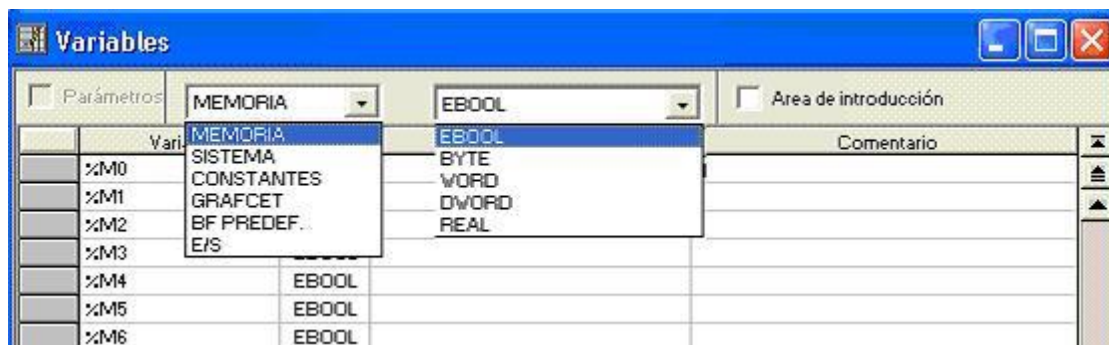 Variables
Parámetros MEMORIA EBOOL Area de introducción
Vari Comentario
MEMORIA EBOOL
SISTEMA BYTE
CONSTANTES WORD
GRAFCET DWORD
BF PREDEF. REAL
E/S
%M0
%M1
%M2
%M3
%M4 EBOOL
%M5 EBOOL
%M6 EBOOL